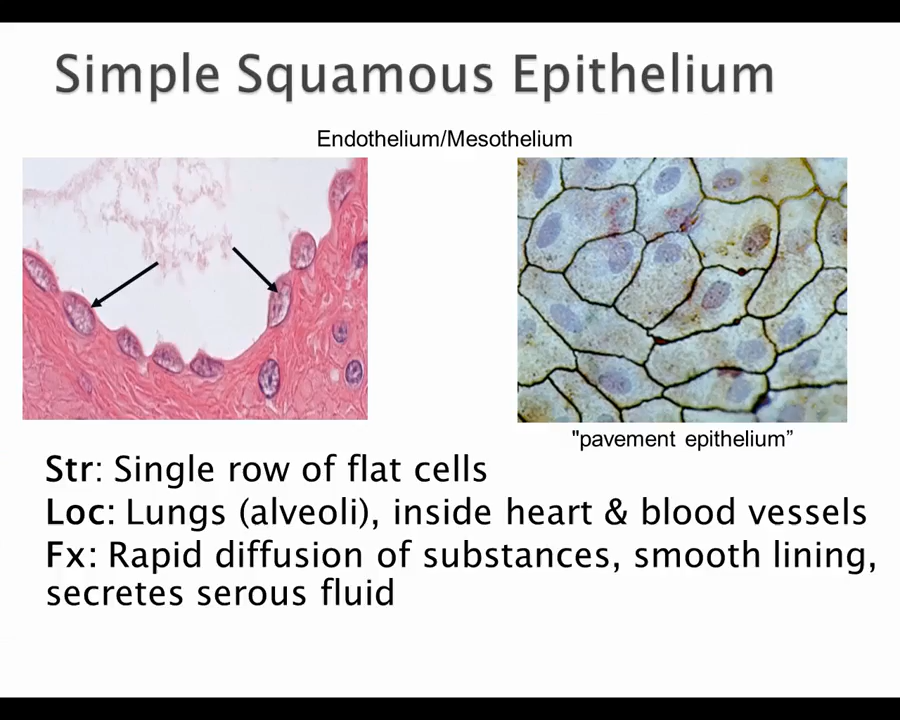 Simple Squamous Epithelium
Endothelium/Mesothelium
"pavement epithelium”
Str: Single row of flat cells
Loc: Lungs (alveoli), inside heart & blood vessels
Fx: Rapid diffusion of substances, smooth lining,
secretes serous fluid